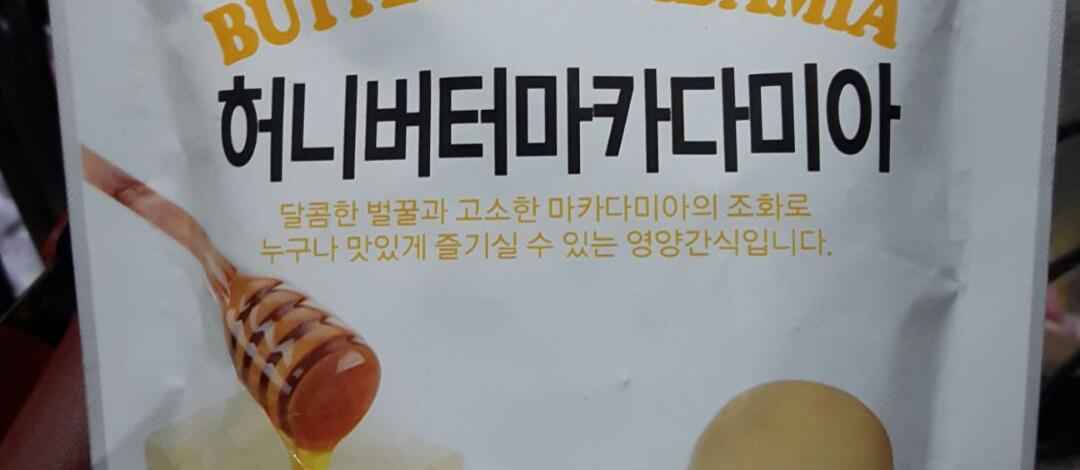 허니버터마카다미아
달콤한 벌꿀과 고소한 마카다미아의 조화로
누구나 맛있게 즐기실 수 있는 영양간식입니다.